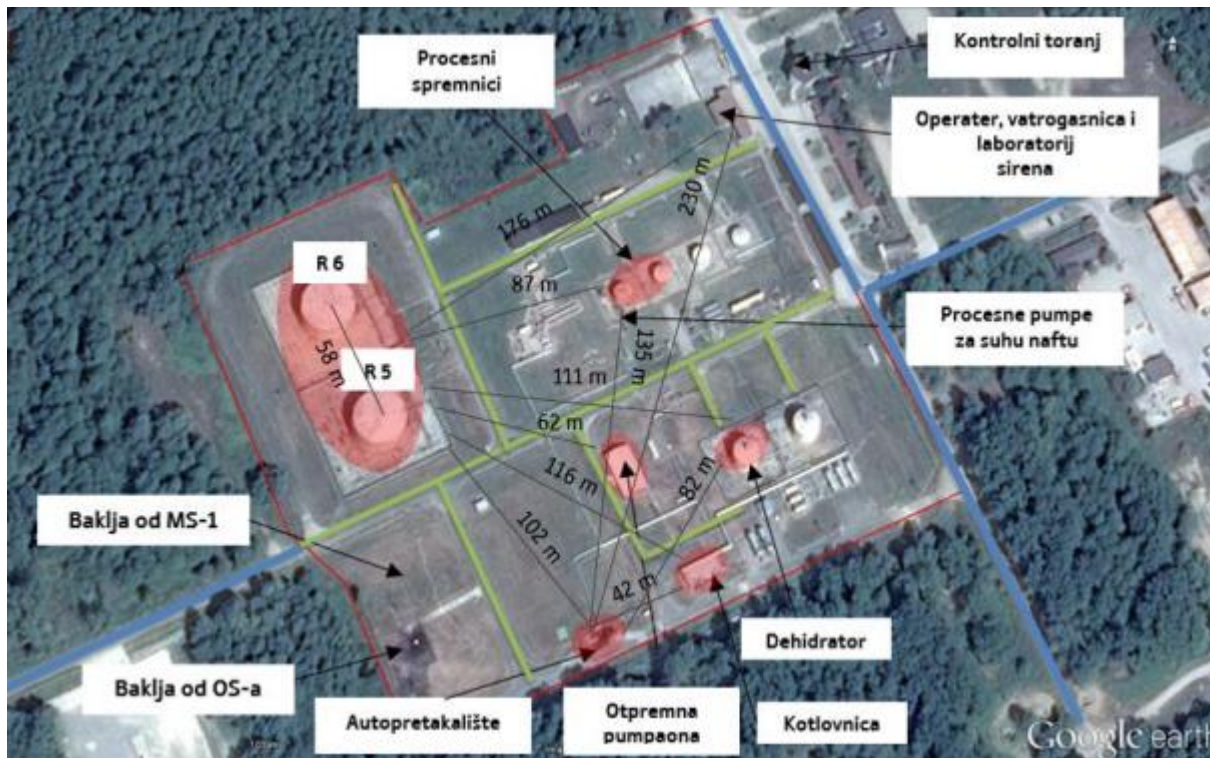 Procesni
spremnici
Kontrolni toranj
Operater, vatrogasnica i
laboratorij
sirena
176 m
230 m
R 6
87 m
Procesne pumpe
za suhu naftu
58 m
R 5
135 m
111 m
62 m
116 m
82 m
Baklja od MS-1
102 m
42 m
Dehidrator
Baklja od OS-a
Autopretakalište
Otpremna
pumpaona
Kotlovnica
Google earth